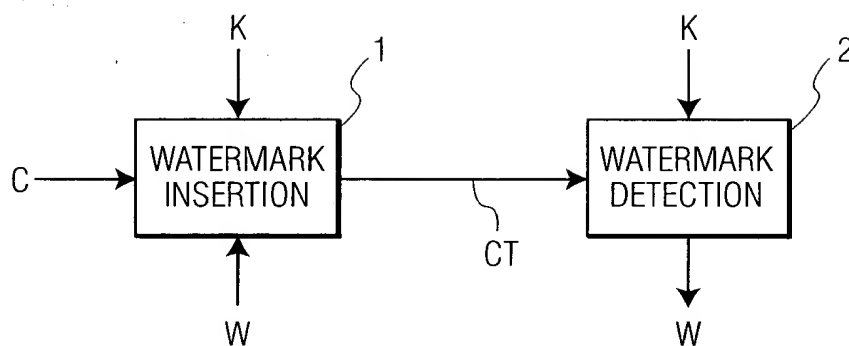 K
1
K
2
C
WATERMARK
INSERTION
WATERMARK
DETECTION
CT
W
W